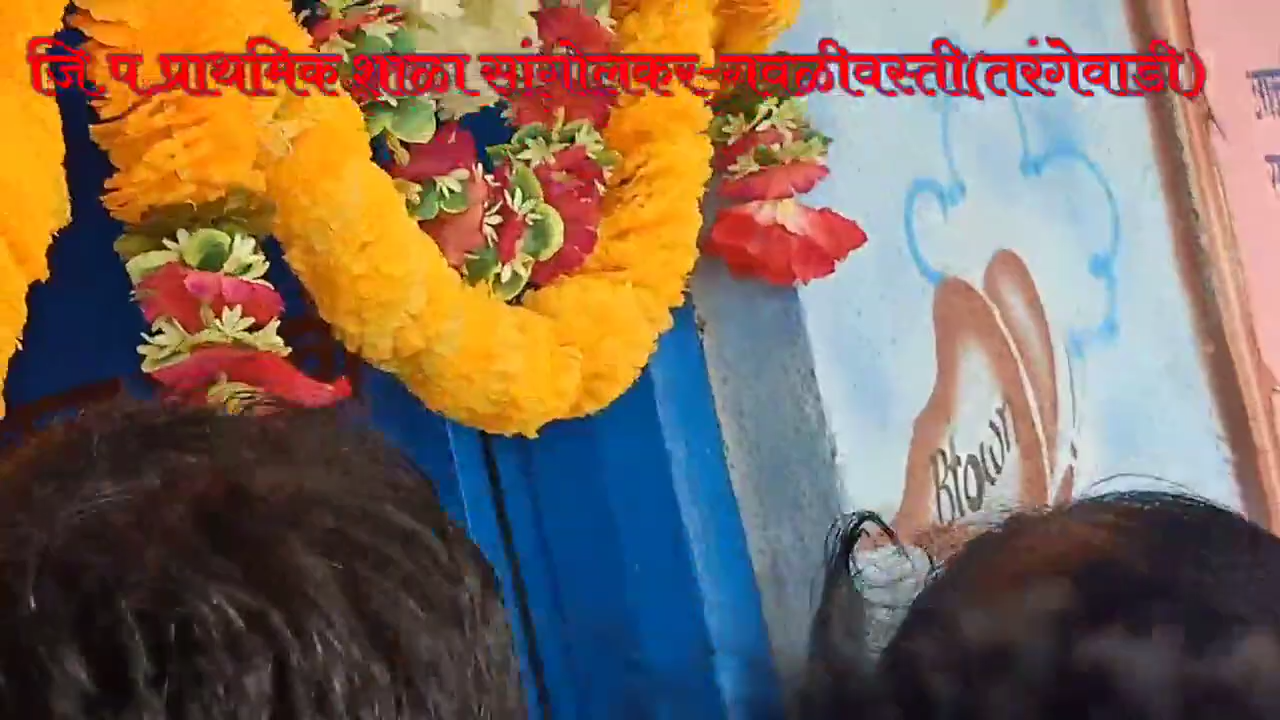 जि प प्राथमिक शाळा सांगोलकर-गवळीवस्ती(तरंगेवाडी)
Brown